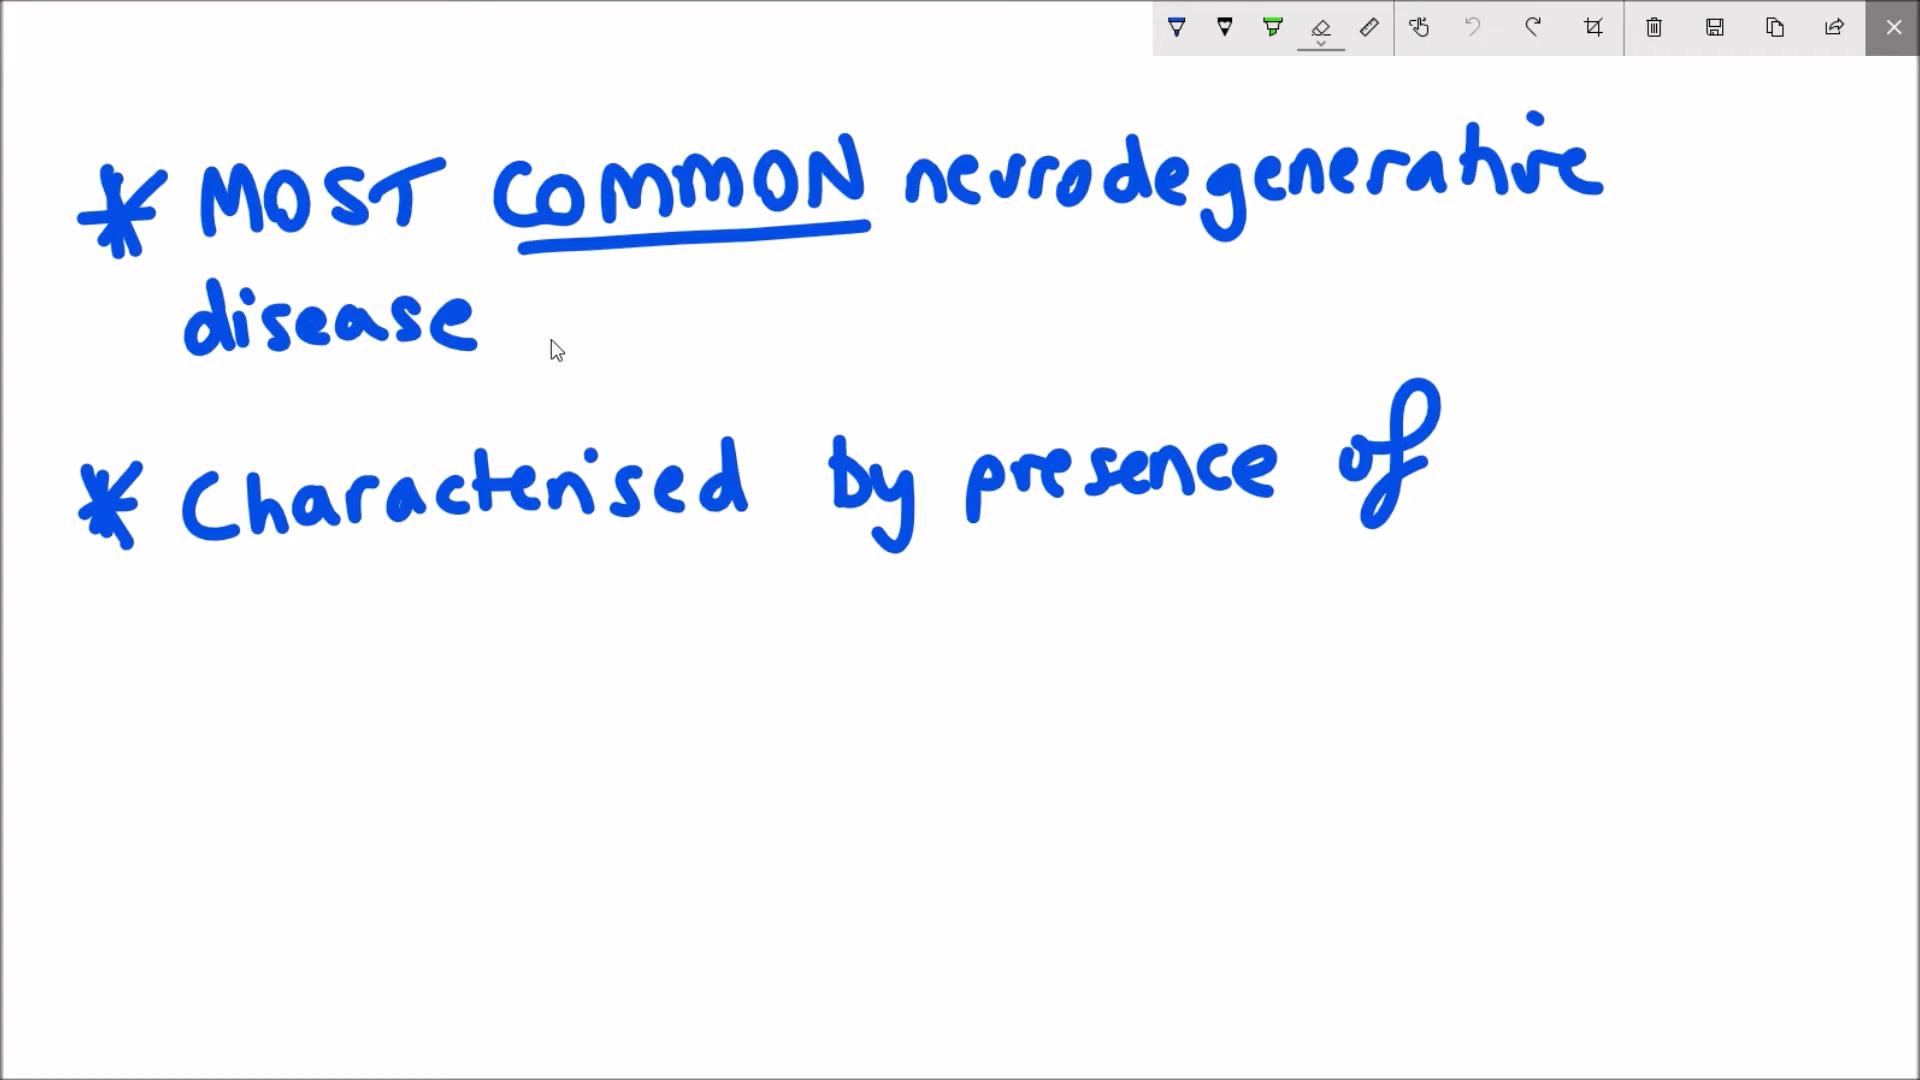 * MOST COMMON neurodegenerative
disease
* Characterised by presence of